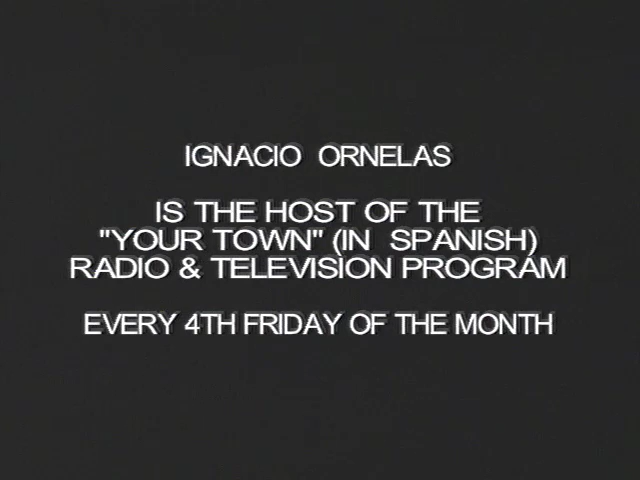 IGNACIO ORNELAS
IS THE HOST OF THE
"YOUR TOWN" (IN SPANISH)
RADIO & TELEVISION PROGRAM
EVERY 4TH FRIDAY OF THE MONTH